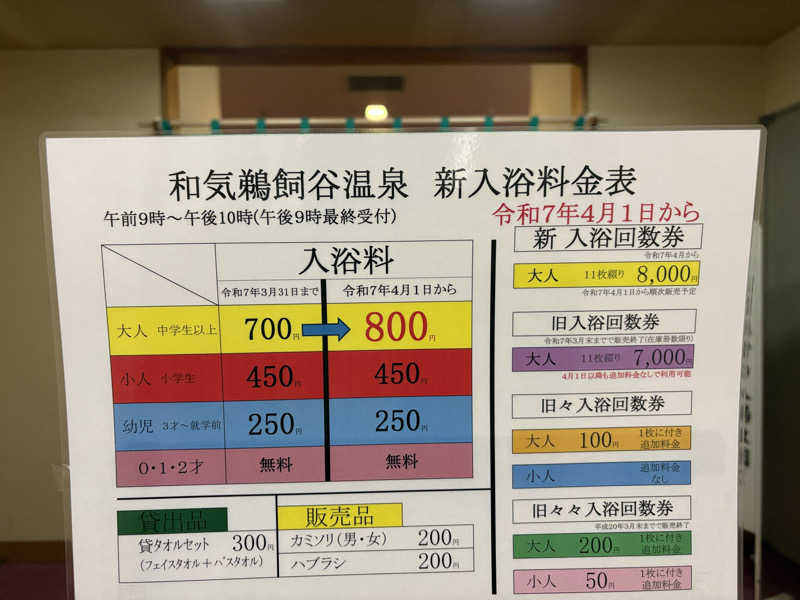 和気鵜飼谷温泉 新入浴料金表
午前9時～午後10時(午後9時最終受付)
令和7年4月1日から
入浴料
令和7年3月31日まで 令和7年4月1日から
大人 中学生以上 700円 800円
小人 小学生 450円 450円
幼児 3才～就学前 250円 250円
0・1・2才 無料 無料
貸出品
貸タオルセット 300円
(フェイスタオル＋バスタオル)
販売品
カミソリ(男・女) 200円
ハブラシ 200円
新 入浴回数券
令和7年4月から
大人 11枚綴り 8,000円
令和7年4月1日から順次販売予定
旧入浴回数券
令和7年3月末までで販売終了(在庫冊数限り)
大人 11枚綴り 7,000円
4月1日以降も追加料金なしで利用可能
旧々入浴回数券
大人 100円 1枚に付き
追加料金
小人 追加料金
なし
旧々々入浴回数券
平成20年3月末までで販売終了
大人 200円 1枚に付き
追加料金
小人 50円 1枚に付き
追加料金